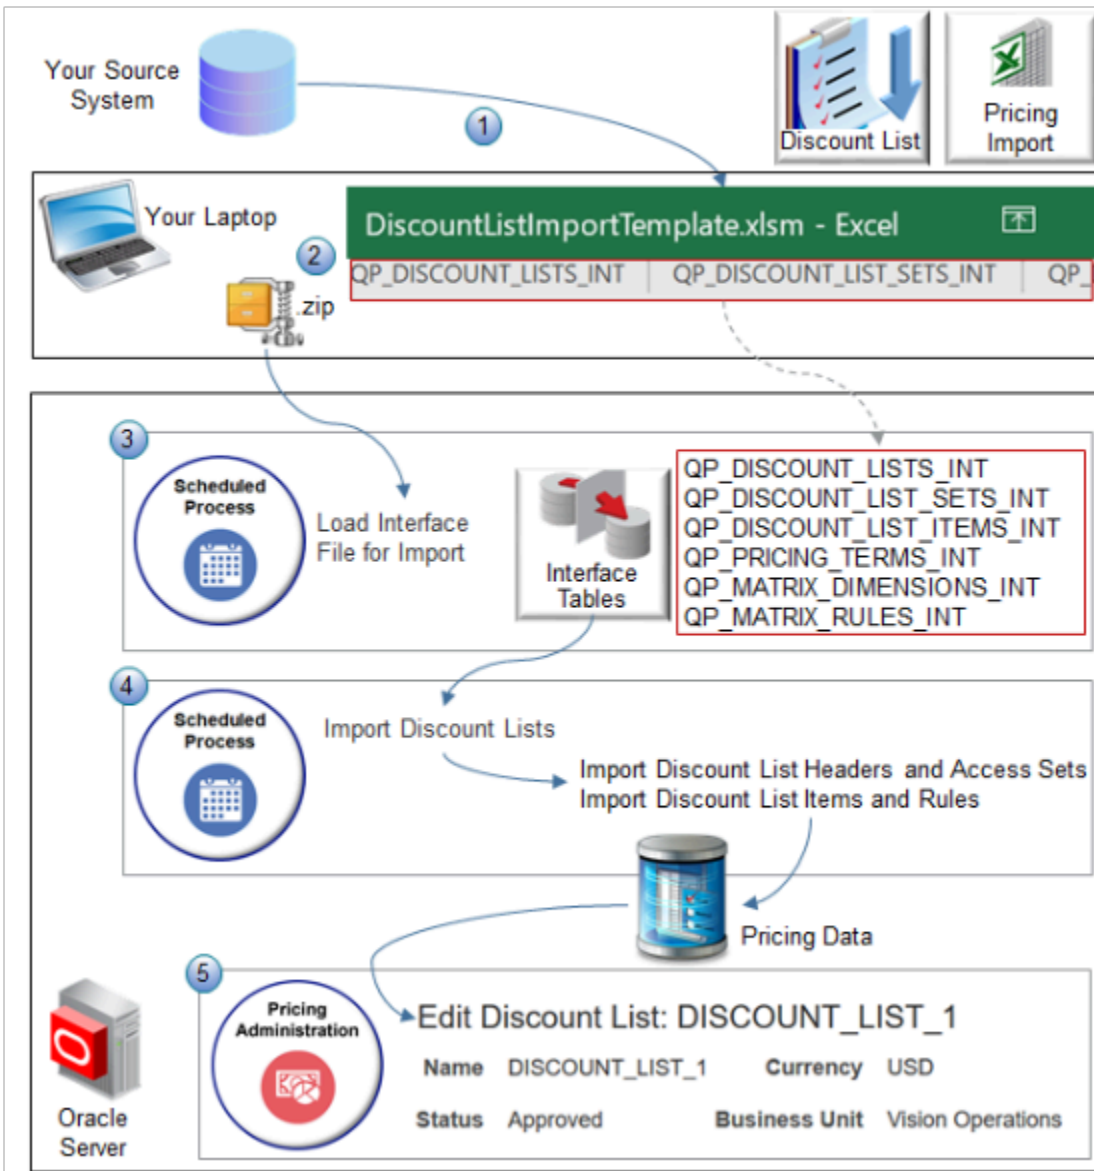 Your Source
System
1
Discount List
Pricing
Import
Your Laptop
DiscountListImportTemplate.xlsm - Excel
2
QP_DISCOUNT_LISTS_INT
QP_DISCOUNT_LIST_SETS_INT
QP_
.zip
3
Scheduled
Process
Load Interface
File for Import
Interface
Tables
QP_DISCOUNT_LISTS_INT
QP_DISCOUNT_LIST_SETS_INT
QP_DISCOUNT_LIST_ITEMS_INT
QP_PRICING_TERMS_INT
QP_MATRIX_DIMENSIONS_INT
QP_MATRIX_RULES_INT
4
Scheduled
Process
Import Discount Lists
Import Discount List Headers and Access Sets
Import Discount List Items and Rules
Pricing Data
5
Pricing
Administration
Edit Discount List: DISCOUNT_LIST_1
Name DISCOUNT_LIST_1 Currency USD
Status Approved Business Unit Vision Operations
Oracle
Server